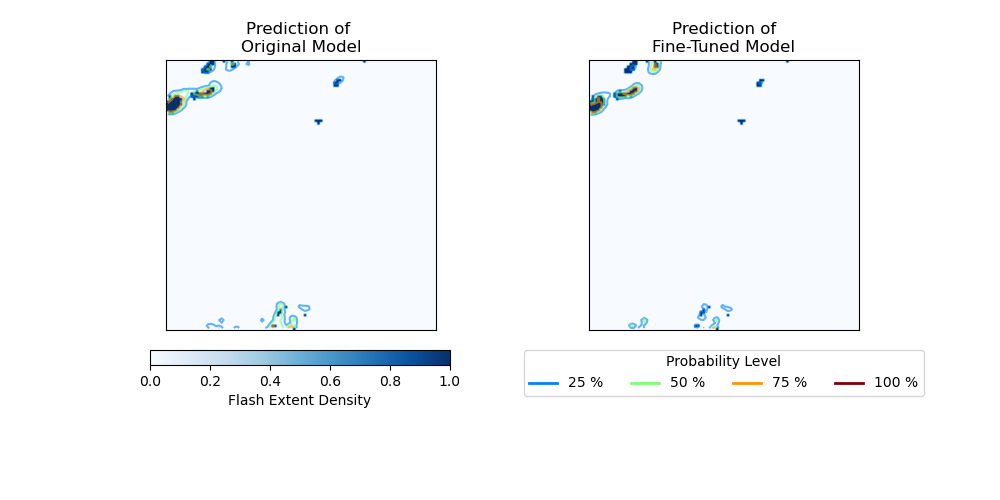 Prediction of
Original Model
Prediction of
Fine-Tuned Model
0.0 0.2 0.4 0.6 0.8 1.0
Flash Extent Density
Probability Level
25 % 50 % 75 % 100 %